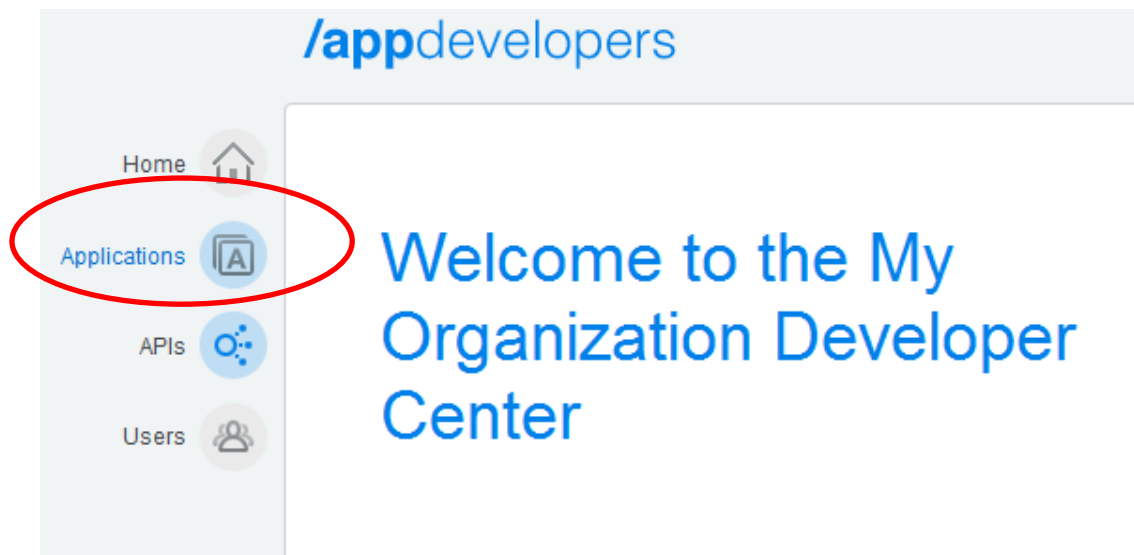 /appdevelopers
Home
Applications
A
APIs
Users
Welcome to the My
Organization Developer
Center